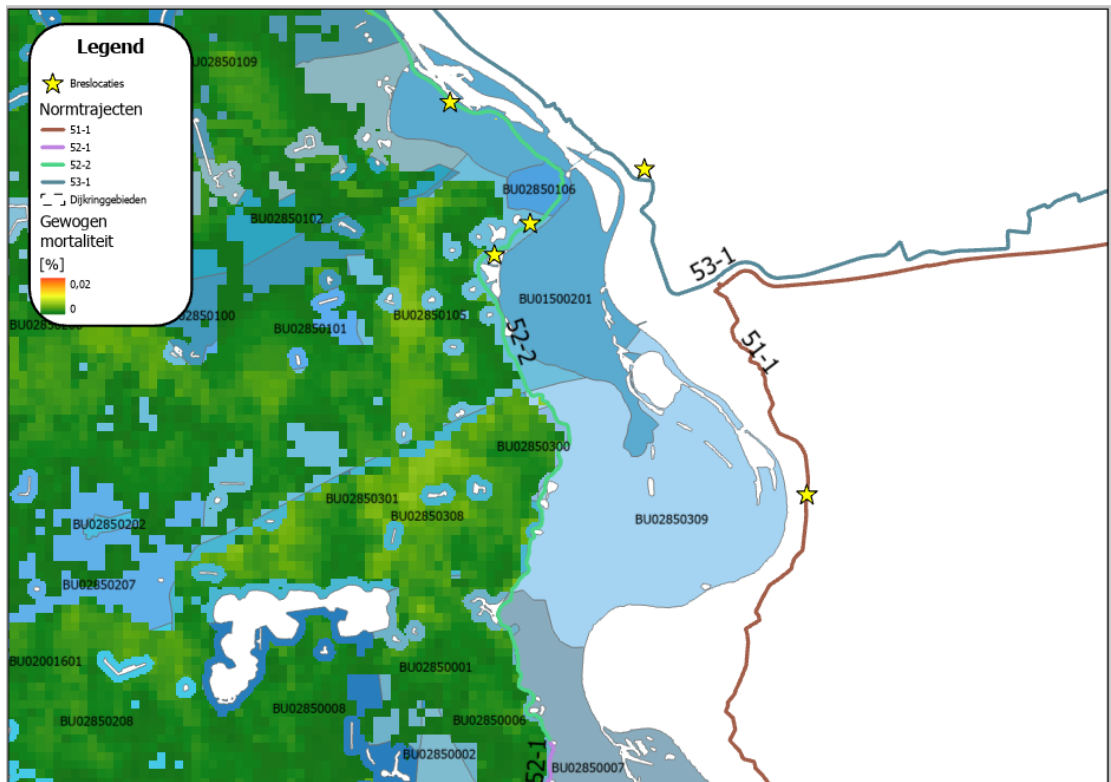 Legend
Breslocaties
Normtrajecten
51-1
52-1
52-2
53-1
Dijkringgebieden
Gewogen
mortaliteit
[%]
0,02
0
BU02850109
BU02850106
BU02850102
53-1
BU01500201
BU02850100
BU02850105
BU02850101
52-2
51-1
BU02850300
BU02850301
BU02850308
BU02850309
BU02850202
BU02850207
BU02001601
BU02850001
BU02850008
BU02850208
BU02850006
BU02850002
52-1
BU02850007